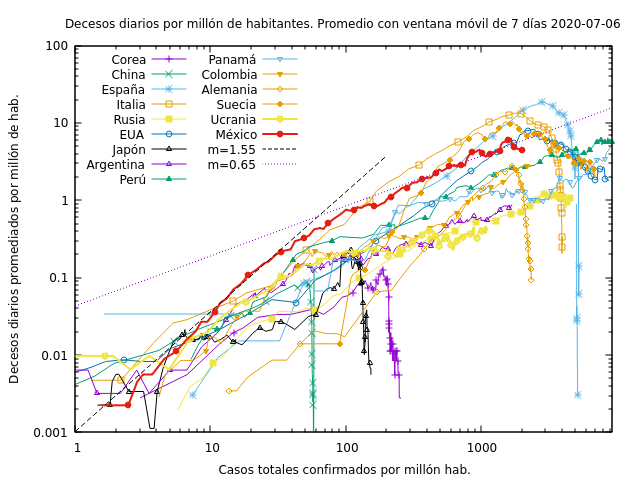 Decesos diarios por millón de habitantes. Promedio con ventana móvil de 7 días 2020-07-06
Decesos diarios promediados por millón de hab.
100
10
1
0.1
0.01
0.001
Corea
China
España
Italia
Rusia
EUA
Japón
Argentina
Perú
Panamá
Colombia
Alemania
Suecia
Ucrania
México
m=1.55
m=0.65
1
10
100
1000
Casos totales confirmados por millón hab.